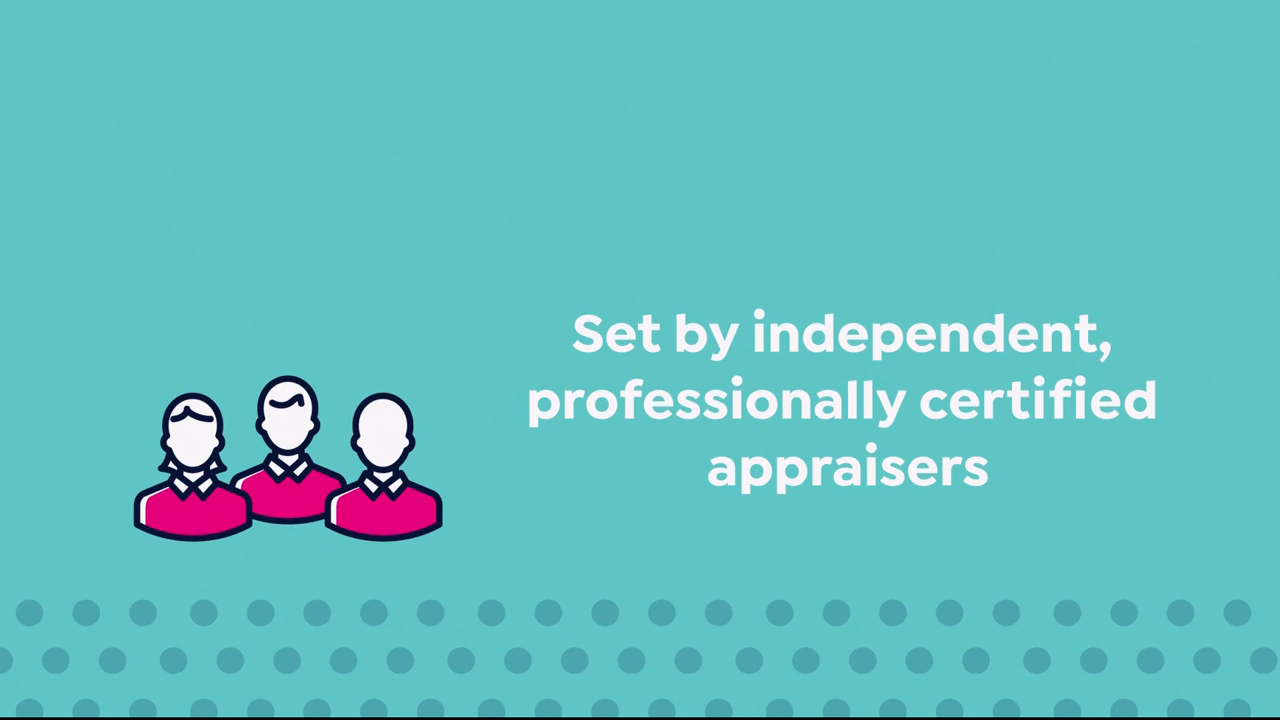 Set by independent,
professionally certified
appraisers